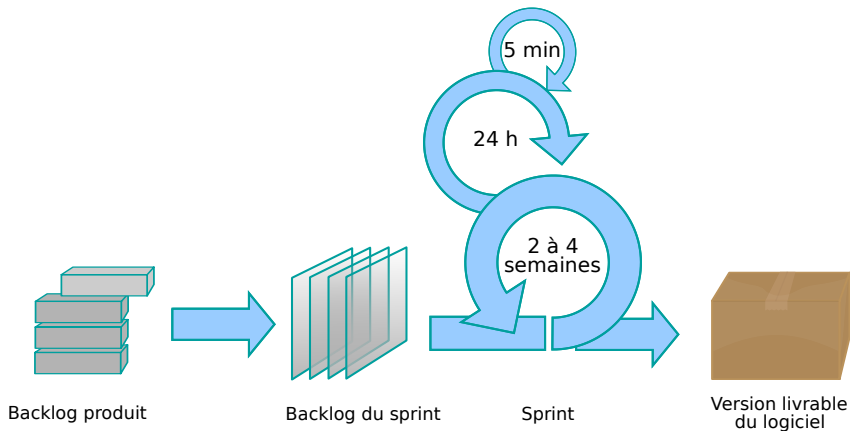 5 min
24 h
2 à 4
semaines
Backlog produit
Backlog du sprint
Sprint
Version livrable
du logiciel